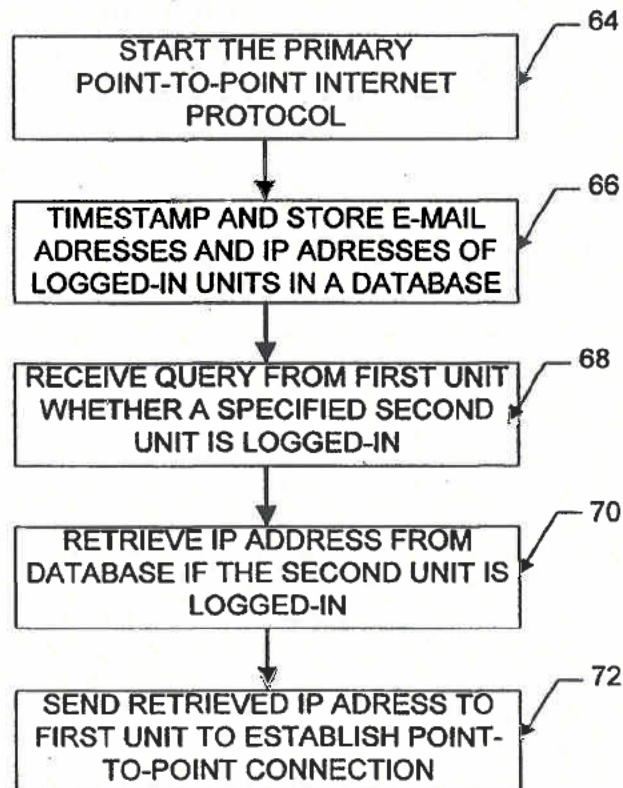 64
START THE PRIMARY
POINT-TO-POINT INTERNET
PROTOCOL
66
TIMESTAMP AND STORE E-MAIL
ADRESSES AND IP ADRESSES OF
LOGGED-IN UNITS IN A DATABASE
68
RECEIVE QUERY FROM FIRST UNIT
WHETHER A SPECIFIED SECOND
UNIT IS LOGGED-IN
70
RETRIEVE IP ADDRESS FROM
DATABASE IF THE SECOND UNIT IS
LOGGED-IN
72
SEND RETRIEVED IP ADRESS TO
FIRST UNIT TO ESTABLISH POINT-
TO-POINT CONNECTION